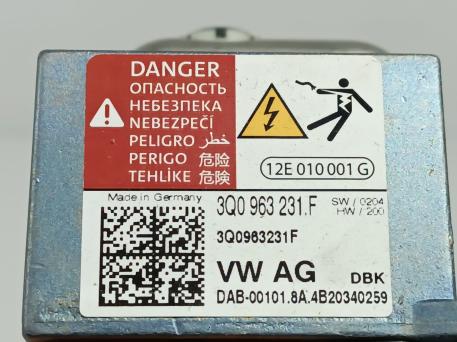 DANGER
ОПАСНОСТЬ
НЕБЕЗПЕКА
NEBEZPEČÍ
PELIGRO خطر
PERIGO 危险
TEHLİKE 危険
12E 010 001 G
Made in Germany
3Q0 963 231.F
SW / 0204
HW / 200
3Q0963231F
VW AG DBK
DAB-00101.8A.4B20340259